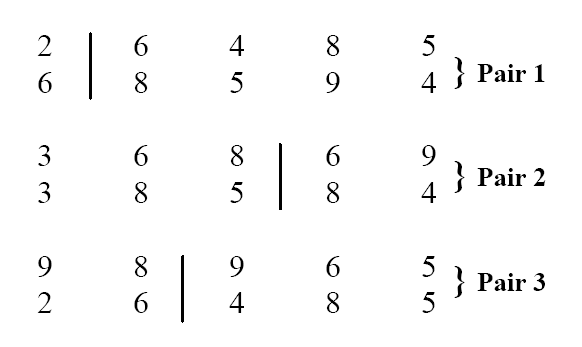 2 | 6 4 8 5
6 | 8 5 9 4 } Pair 1
3 6 8 | 6 9
3 8 5 | 8 4 } Pair 2
9 8 | 9 6 5
2 6 | 4 8 5 } Pair 3